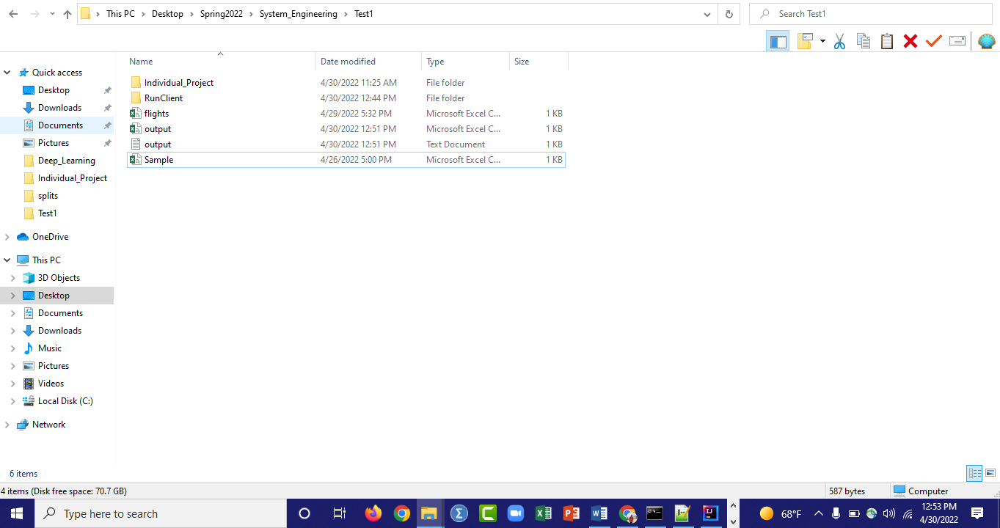 This PC > Desktop > Spring2022 > System_Engineering > Test1
Search Test1
Name Date modified Type Size
Quick access
Desktop
Downloads
Documents
Pictures
Deep_Learning
Individual_Project
splits
Test1
OneDrive
This PC
3D Objects
Desktop
Documents
Downloads
Music
Pictures
Videos
Local Disk (C:)
Network
Individual_Project 4/30/2022 11:25 AM File folder
RunClient 4/30/2022 12:44 PM File folder
flights 4/29/2022 5:32 PM Microsoft Excel C... 1 KB
output 4/30/2022 12:51 PM Microsoft Excel C... 1 KB
output 4/30/2022 12:51 PM Text Document 1 KB
Sample 4/26/2022 5:00 PM Microsoft Excel C... 1 KB
6 items
4 items (Disk free space: 70.7 GB) 587 bytes Computer
Type here to search
68°F
12:53 PM
4/30/2022